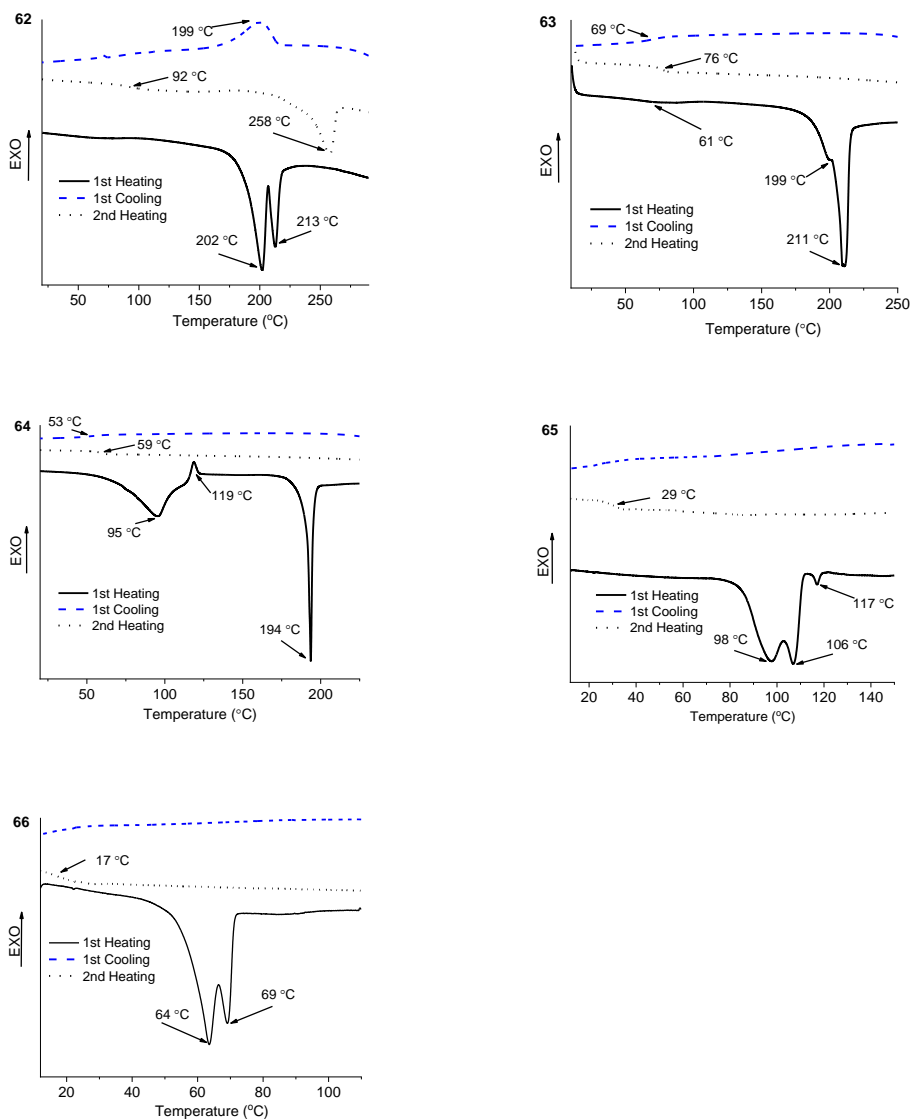 62
199 °C
92 °C
258 °C
EXO
1st Heating
1st Cooling
2nd Heating
213 °C
202 °C
50 100 150 200 250
Temperature (°C)
63
69 °C
76 °C
61 °C
EXO
199 °C
1st Heating
1st Cooling
2nd Heating
211 °C
50 100 150 200 250
Temperature (°C)
64
53 °C
59 °C
119 °C
95 °C
EXO
1st Heating
1st Cooling
2nd Heating
194 °C
50 100 150 200
Temperature (°C)
65
29 °C
EXO
1st Heating
1st Cooling
2nd Heating
117 °C
98 °C
106 °C
20 40 60 80 100 120 140
Temperature (°C)
66
17 °C
EXO
1st Heating
1st Cooling
2nd Heating
69 °C
64 °C
20 40 60 80 100
Temperature (°C)